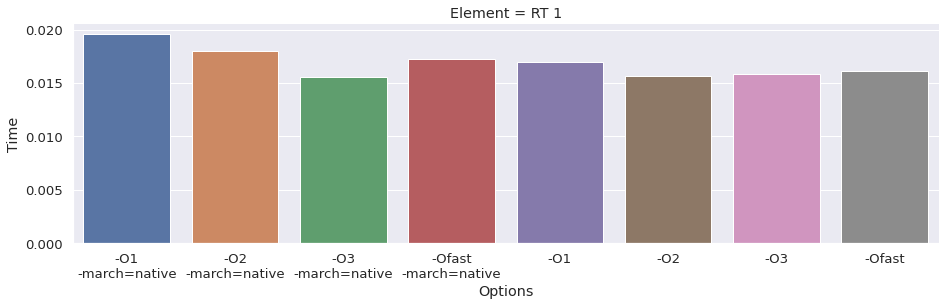 Element = RT 1
0.020
0.015
0.010
0.005
0.000
Time
-O1
-march=native
-O2
-march=native
-O3
-march=native
-Ofast
-march=native
-O1
-O2
-O3
-Ofast
Options